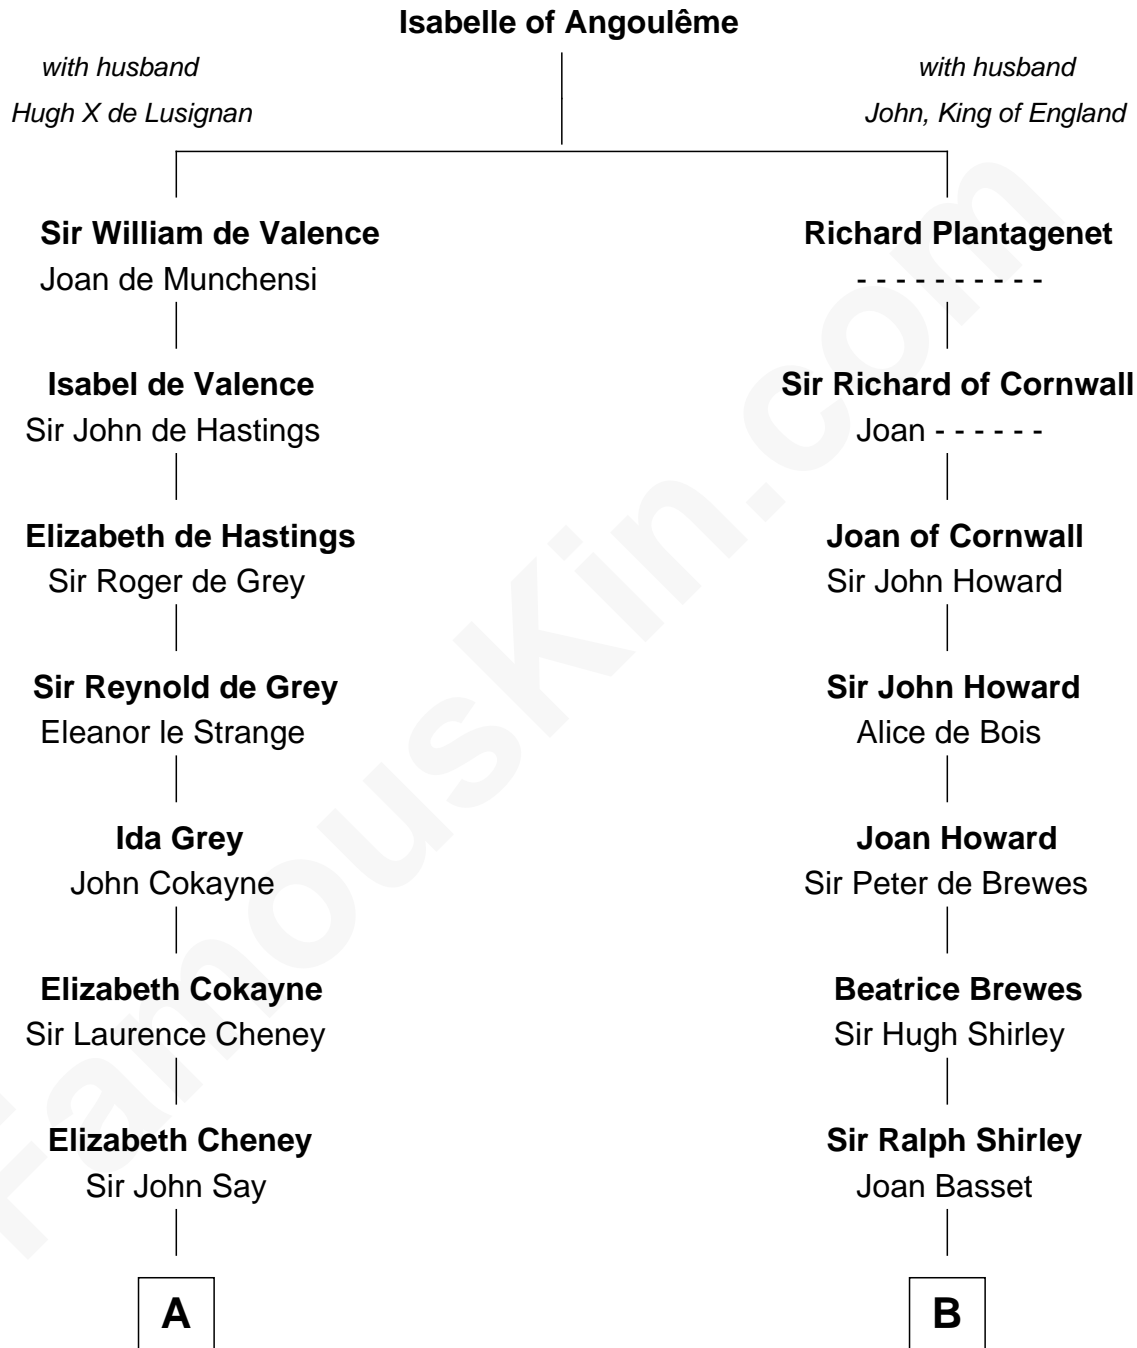 Isabelle of Angoulême
with husband
Hugh X de Lusignan
with husband
John, King of England
Sir William de Valence
Joan de Munchensi
Richard Plantagenet
- - - - - - - - - -
Isabel de Valence
Sir John de Hastings
Sir Richard of Cornwall
Joan - - - - - -
Elizabeth de Hastings
Sir Roger de Grey
Joan of Cornwall
Sir John Howard
Sir Reynold de Grey
Eleanor le Strange
Sir John Howard
Alice de Bois
Ida Grey
John Cokayne
Joan Howard
Sir Peter de Brewes
Elizabeth Cokayne
Sir Laurence Cheney
Beatrice Brewes
Sir Hugh Shirley
Elizabeth Cheney
Sir John Say
Sir Ralph Shirley
Joan Basset
A
B
FamousKin.com